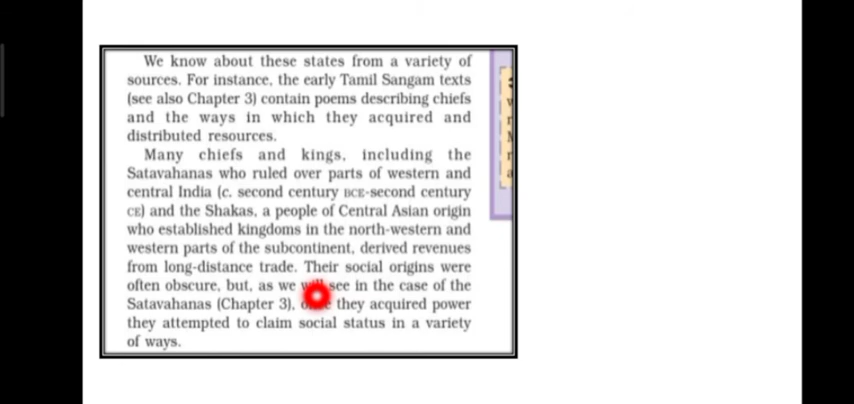 We know about these states from a variety of
sources. For instance, the early Tamil Sangam texts
(see also Chapter 3) contain poems describing chiefs
and the ways in which they acquired and
distributed resources.
Many chiefs and kings, including the
Satavahanas who ruled over parts of western and
central India (c. second century BCE-second century
CE) and the Shakas, a people of Central Asian origin
who established kingdoms in the north-western and
western parts of the subcontinent, derived revenues
from long-distance trade. Their social origins were
often obscure, but, as we see in the case of the
Satavahanas (Chapter 3), they acquired power
they attempted to claim social status in a variety
of ways.